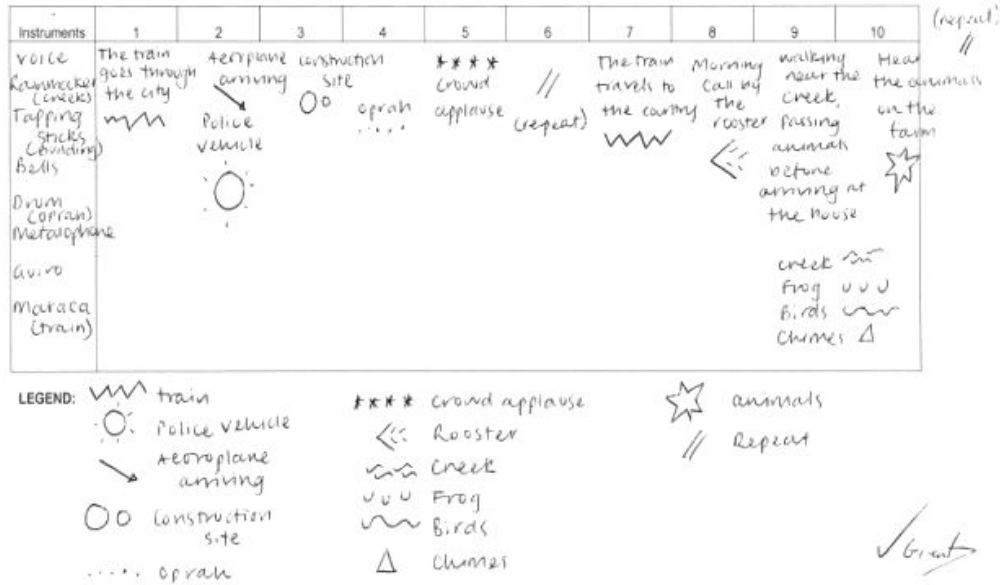 (repeat)
Instruments 1 2 3 4 5 6 7 8 9 10
Voice
Rainmaker
(creek)
Tapping
Sticks
(building)
Bells
Drum
(oprah)
Metalophone
Guiro
Maraca
(train)
The train
goes through
the city
Aeroplane
arriving
Police
vehicle
construction
site
oprah
crowd
applause
(repeat)
The train
travels to
the country
Morning
Call by
the
rooster
walking
near the
creek,
passing
animals
before
arriving at
the house
Creek
Frog
Birds
Chimes
Hear
the animals
on the
farm
LEGEND:
train
Police vehicle
Aeroplane
arriving
Construction
site
oprah
crowd applause
Rooster
Creek
Frog
Birds
Chimes
animals
Repeat
Great